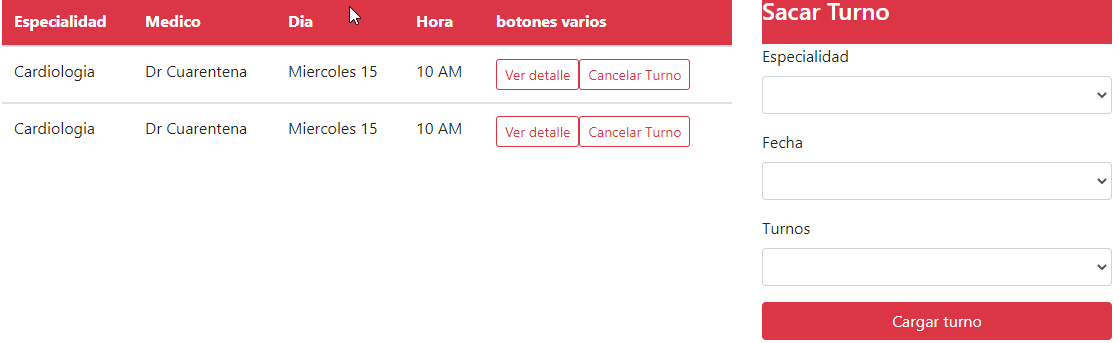 Especialidad Medico Dia Hora botones varios
Cardiologia Dr Cuarentena Miercoles 15 10 AM Ver detalle Cancelar Turno
Cardiologia Dr Cuarentena Miercoles 15 10 AM Ver detalle Cancelar Turno
Sacar Turno
Especialidad
Fecha
Turnos
Cargar turno